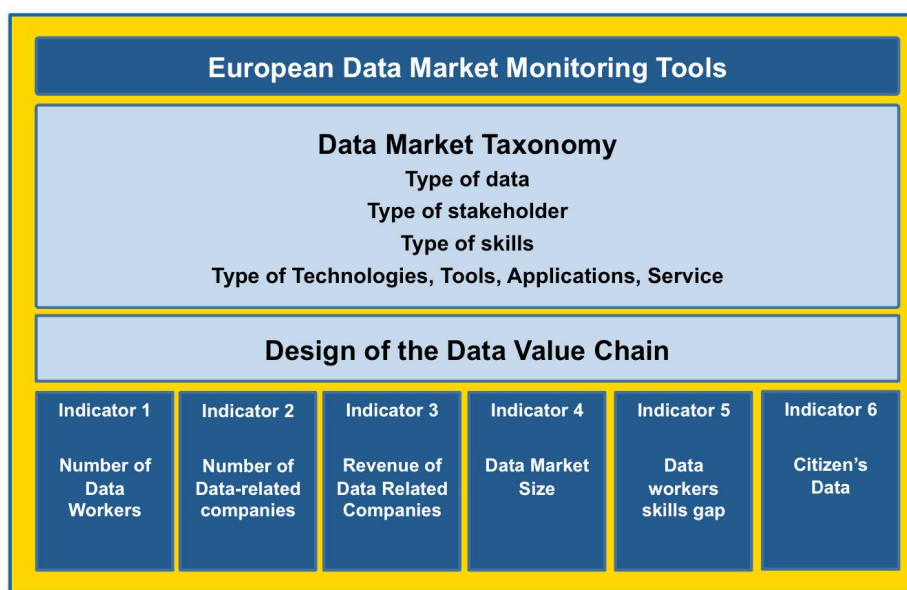 European Data Market Monitoring Tools
Data Market Taxonomy
Type of data
Type of stakeholder
Type of skills
Type of Technologies, Tools, Applications, Service
Design of the Data Value Chain
Indicator 1
Number of
Data
Workers
Indicator 2
Number of
Data-related
companies
Indicator 3
Revenue of
Data Related
Companies
Indicator 4
Data Market
Size
Indicator 5
Data
workers
skills gap
Indicator 6
Citizen’s
Data